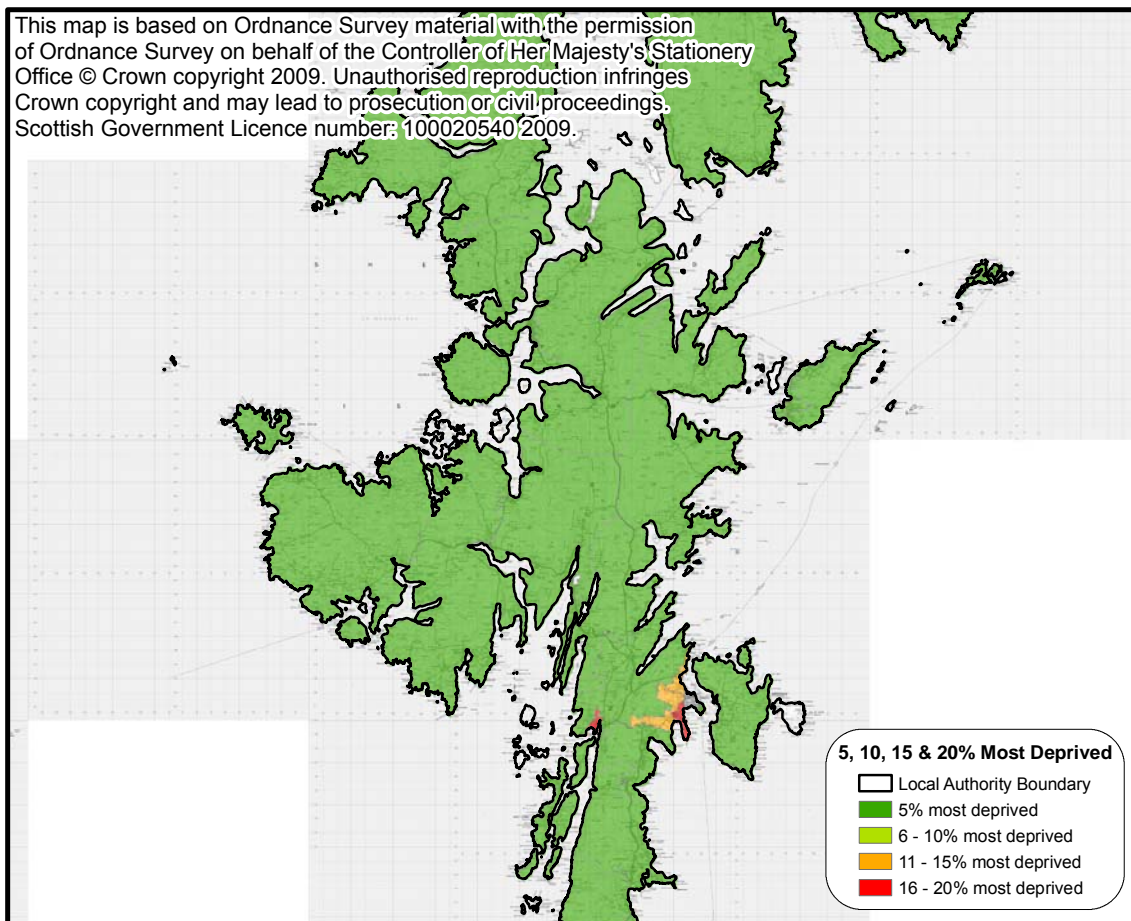 This map is based on Ordnance Survey material with the permission
of Ordnance Survey on behalf of the Controller of Her Majesty's Stationery
Office © Crown copyright 2009. Unauthorised reproduction infringes
Crown copyright and may lead to prosecution or civil proceedings.
Scottish Government Licence number: 100020540 2009.
5, 10, 15 & 20% Most Deprived
Local Authority Boundary
5% most deprived
6 - 10% most deprived
11 - 15% most deprived
16 - 20% most deprived